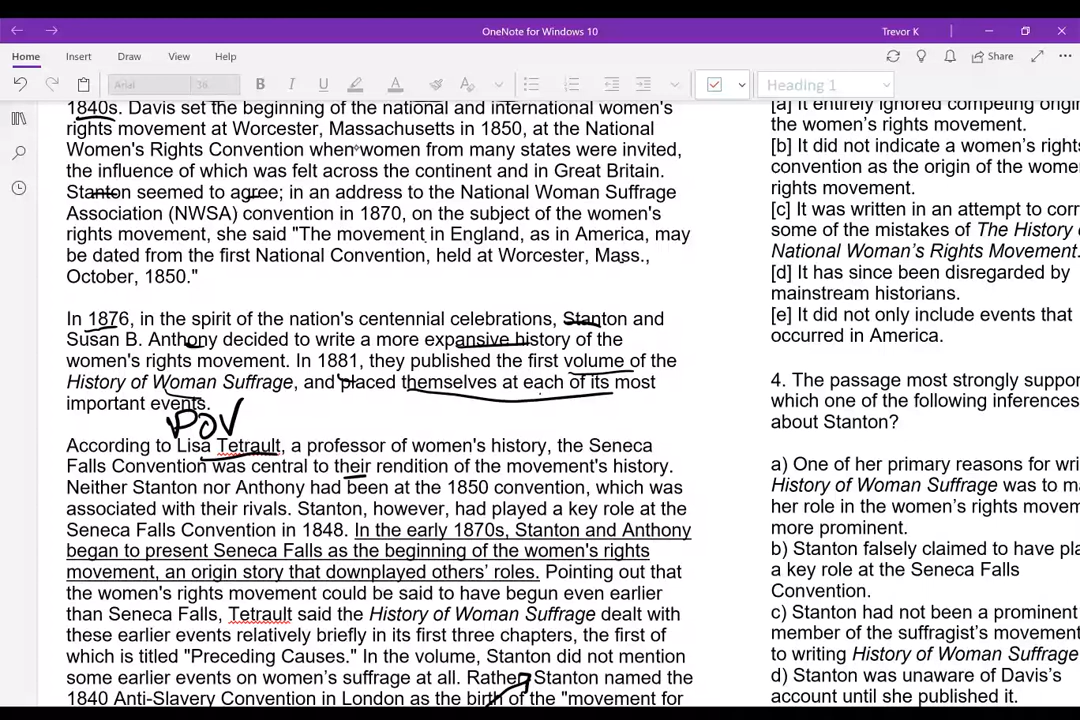 OneNote for Windows 10
Trevor K
Home Insert Draw View Help
Share
Arial 36 B I U A Heading 1
1840s. Davis set the beginning of the national and international women's
rights movement at Worcester, Massachusetts in 1850, at the National
Women's Rights Convention when women from many states were invited,
the influence of which was felt across the continent and in Great Britain.
Stanton seemed to agree; in an address to the National Woman Suffrage
Association (NWSA) convention in 1870, on the subject of the women's
rights movement, she said "The movement in England, as in America, may
be dated from the first National Convention, held at Worcester, Mass.,
October, 1850."
In 1876, in the spirit of the nation's centennial celebrations, Stanton and
Susan B. Anthony decided to write a more expansive history of the
women's rights movement. In 1881, they published the first volume of the
History of Woman Suffrage, and placed themselves at each of its most
important events.
POV
According to Lisa Tetrault, a professor of women's history, the Seneca
Falls Convention was central to their rendition of the movement's history.
Neither Stanton nor Anthony had been at the 1850 convention, which was
associated with their rivals. Stanton, however, had played a key role at the
Seneca Falls Convention in 1848. In the early 1870s, Stanton and Anthony
began to present Seneca Falls as the beginning of the women's rights
movement, an origin story that downplayed others' roles. Pointing out that
the women's rights movement could be said to have begun even earlier
than Seneca Falls, Tetrault said the History of Woman Suffrage dealt with
these earlier events relatively briefly in its first three chapters, the first of
which is titled "Preceding Causes." In the volume, Stanton did not mention
some earlier events on women's suffrage at all. Rather, Stanton named the
1840 Anti-Slavery Convention in London as the birth of the "movement for
[a] It entirely ignored competing origin
the women's rights movement.
[b] It did not indicate a women's rights
convention as the origin of the wome
rights movement.
[c] It was written in an attempt to corr
some of the mistakes of The History o
National Woman's Rights Movement.
[d] It has since been disregarded by
mainstream historians.
[e] It did not only include events that
occurred in America.
4. The passage most strongly suppor
which one of the following inferences
about Stanton?
a) One of her primary reasons for wri
History of Woman Suffrage was to ma
her role in the women's rights movem
more prominent.
b) Stanton falsely claimed to have pla
a key role at the Seneca Falls
Convention.
c) Stanton had not been a prominent
member of the suffragist's movement
to writing History of Woman Suffrage
d) Stanton was unaware of Davis's
account until she published it.